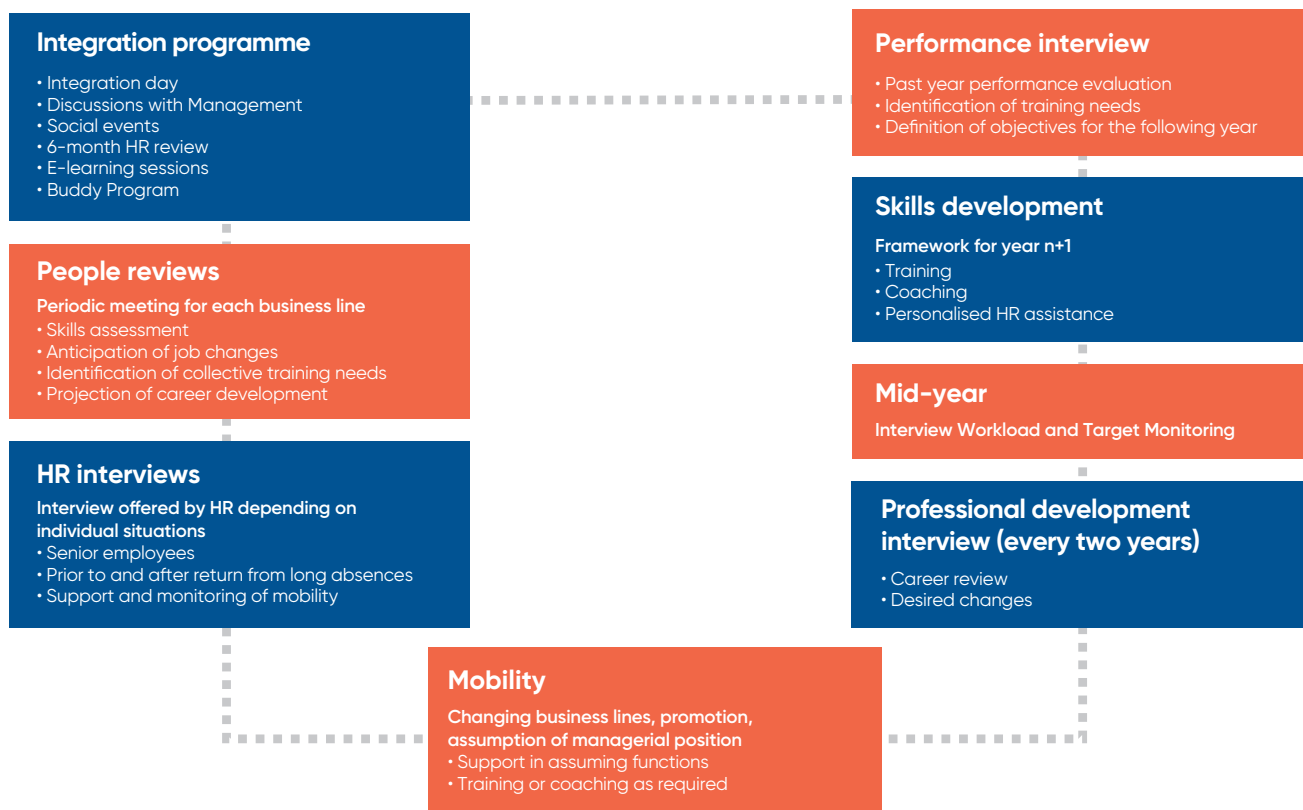 Integration programme
• Integration day
• Discussions with Management
• Social events
• 6-month HR review
• E-learning sessions
• Buddy Program
People reviews
Periodic meeting for each business line
• Skills assessment
• Anticipation of job changes
• Identification of collective training needs
• Projection of career development
HR interviews
Interview offered by HR depending on
individual situations
• Senior employees
• Prior to and after return from long absences
• Support and monitoring of mobility
Performance interview
• Past year performance evaluation
• Identification of training needs
• Definition of objectives for the following year
Skills development
Framework for year n+1
• Training
• Coaching
• Personalised HR assistance
Mid-year
Interview Workload and Target Monitoring
Professional development
interview (every two years)
• Career review
• Desired changes
Mobility
Changing business lines, promotion,
assumption of managerial position
• Support in assuming functions
• Training or coaching as required